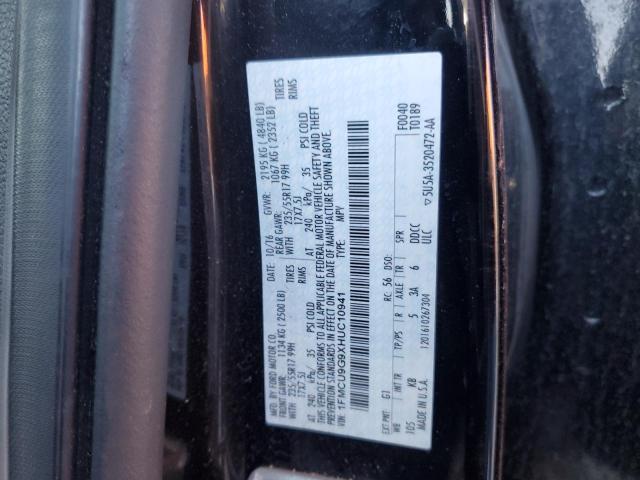 MFD. BY FORD MOTOR CO.
10/16 GVWR: 2195 KG ( 4840 LB)
FRONT GAWR: 1134 KG ( 2500 LB) REAR GAWR: 1067 KG ( 2352 LB)
WITH 235/55R17 99H TIRES WITH 235/55R17 99H TIRES
17X7.5J RIMS 17X7.5J RIMS
AT 240 kPa/ 35 PSI COLD AT 240 kPa/ 35 PSI COLD
THIS VEHICLE CONFORMS TO ALL APPLICABLE FEDERAL MOTOR VEHICLE SAFETY AND THEFT
PREVENTION STANDARDS IN EFFECT ON THE DATE OF MANUFACTURE SHOWN ABOVE.
VIN: 1FMCU9G9XHUC10941 TYPE: MPV
F0040
T0189
EXT PNT: G1 RC: 56 DSO:
WB INT TR TP/PS R AXLE TR SPR
105 KB 5 3A 6 DDCC
MADE IN U.S.A. 1201610267304 ULC
▽ 5U5A-3520472-AA